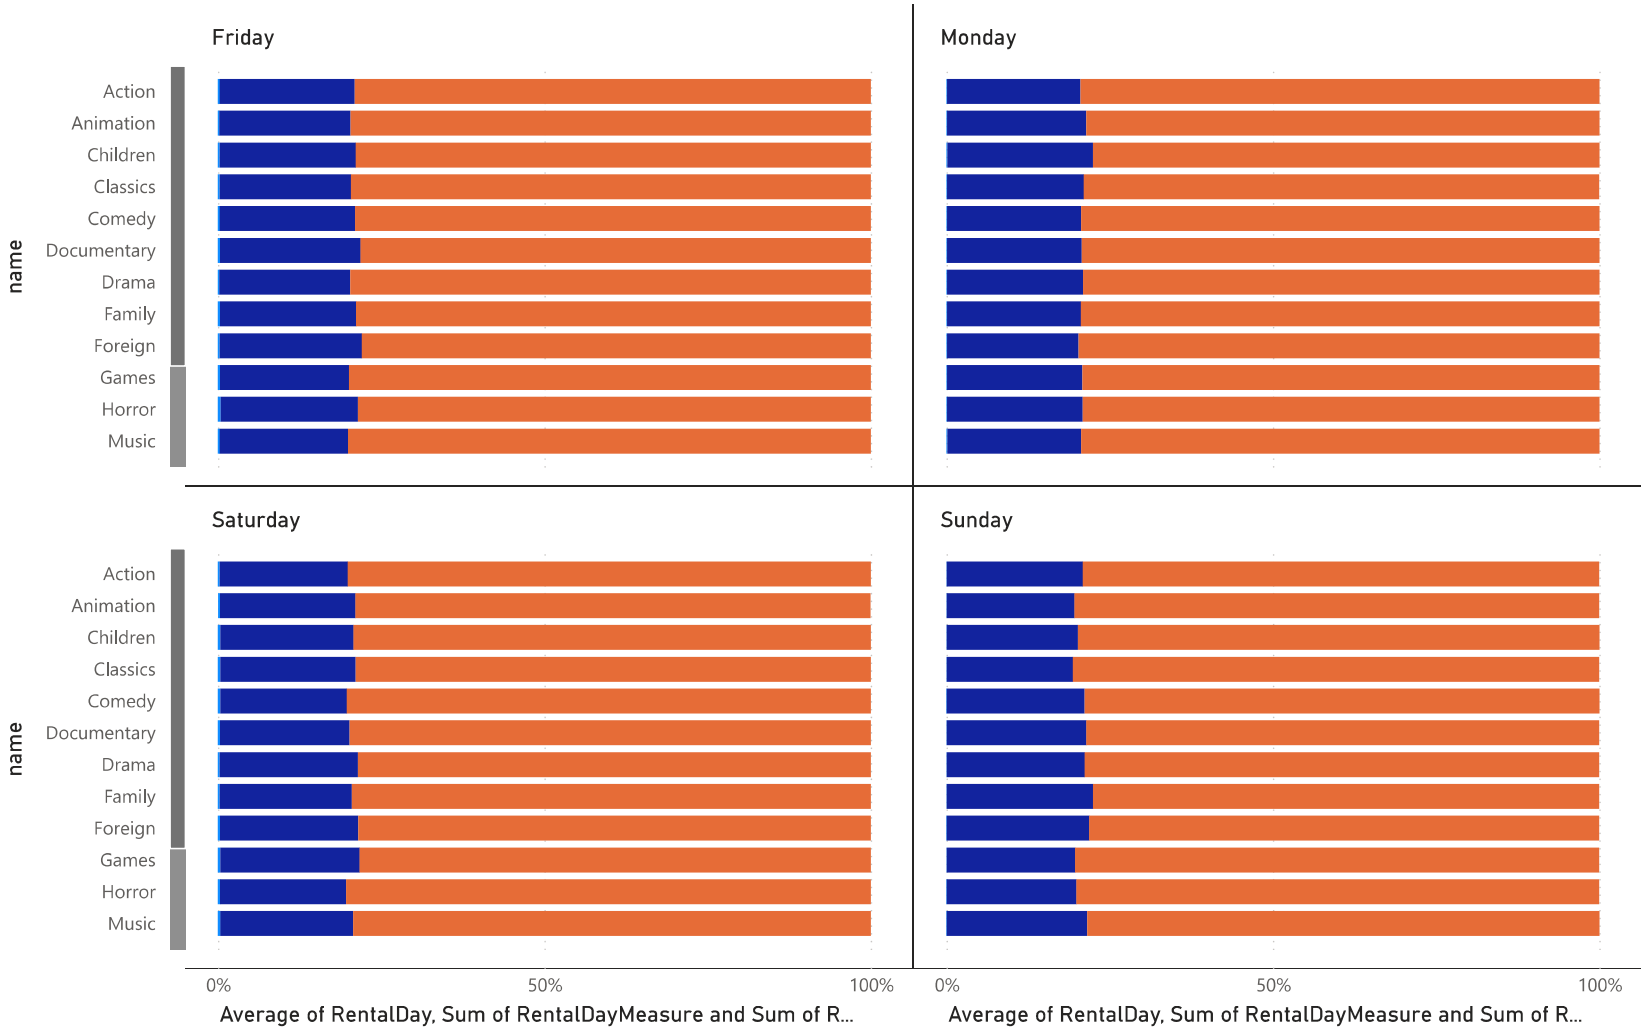 Friday
Monday
Action
Animation
Children
Classics
Comedy
Documentary
Drama
Family
Foreign
Games
Horror
Music
name
Saturday
Sunday
Action
Animation
Children
Classics
Comedy
Documentary
Drama
Family
Foreign
Games
Horror
Music
name
0% 50% 100%
0% 50% 100%
Average of RentalDay, Sum of RentalDayMeasure and Sum of R...
Average of RentalDay, Sum of RentalDayMeasure and Sum of R...